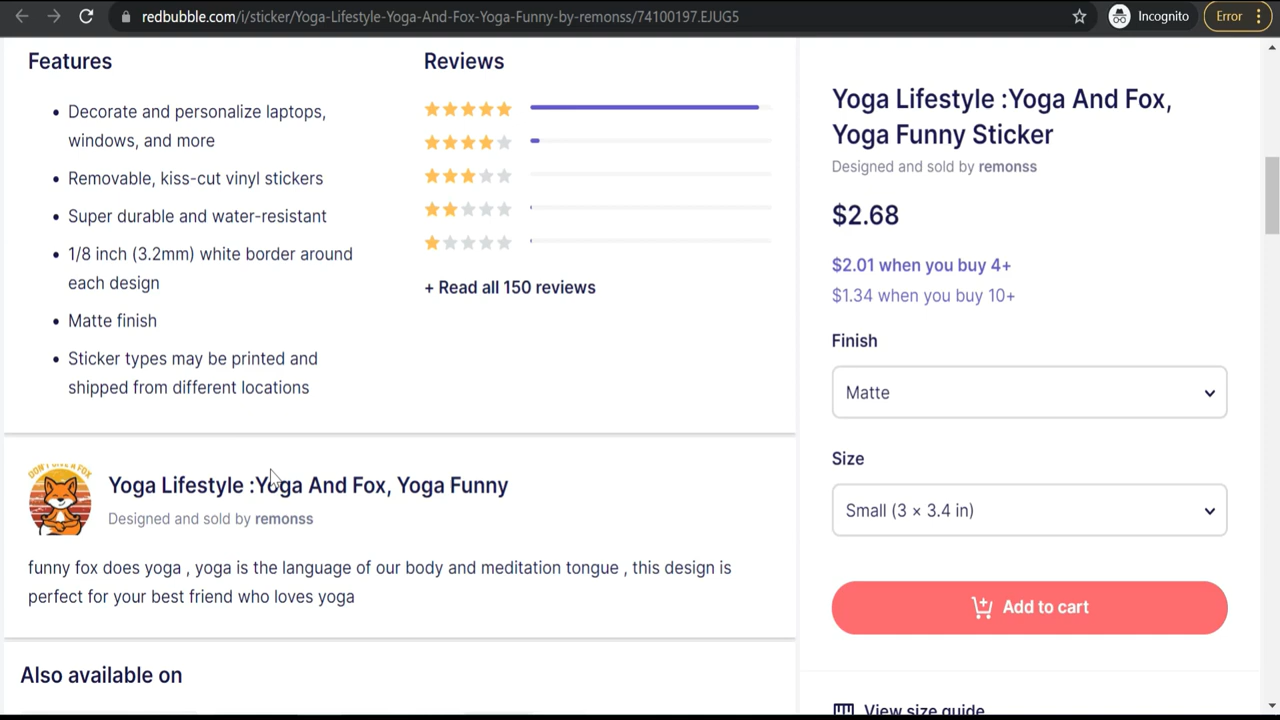 redbubble.com/i/sticker/Yoga-Lifestyle-Yoga-And-Fox-Yoga-Funny-by-remonss/74100197.EJUG5
Incognito
Error
Features
Decorate and personalize laptops,
windows, and more
Removable, kiss-cut vinyl stickers
Super durable and water-resistant
1/8 inch (3.2mm) white border around
each design
Matte finish
Sticker types may be printed and
shipped from different locations
Reviews
+ Read all 150 reviews
DON'T GIVE A FOX
Yoga Lifestyle :Yoga And Fox, Yoga Funny
Designed and sold by remonss
funny fox does yoga , yoga is the language of our body and meditation tongue , this design is
perfect for your best friend who loves yoga
Also available on
Yoga Lifestyle :Yoga And Fox,
Yoga Funny Sticker
Designed and sold by remonss
$2.68
$2.01 when you buy 4+
$1.34 when you buy 10+
Finish
Matte
Size
Small (3 × 3.4 in)
Add to cart
View size guide